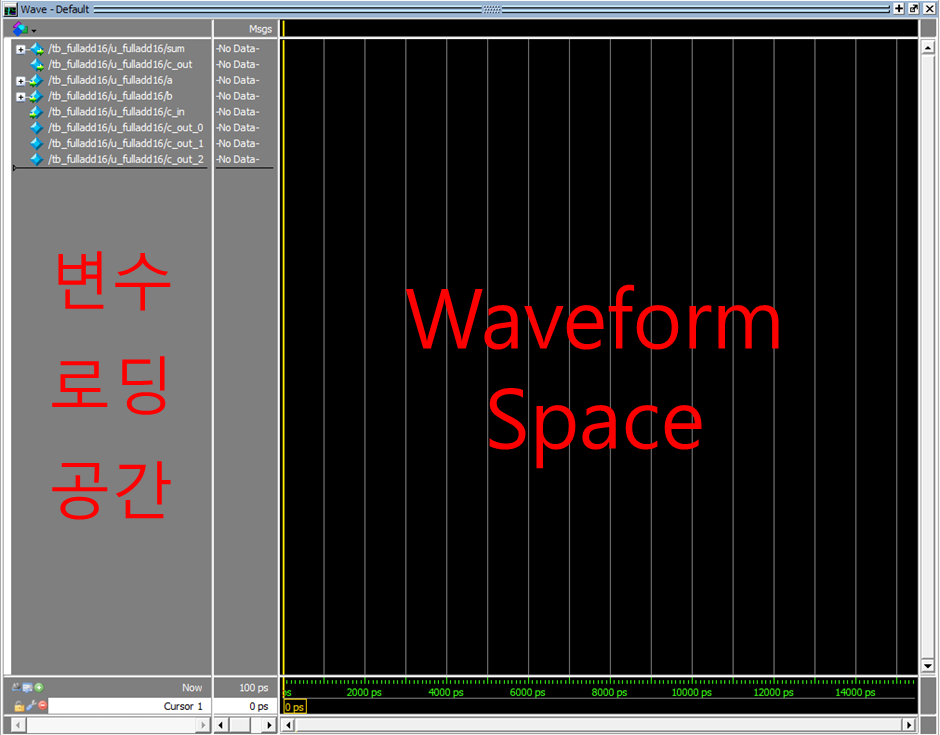 Wave - Default
Msgs
/tb_fulladd16/u_fulladd16/sum -No Data-
/tb_fulladd16/u_fulladd16/c_out -No Data-
/tb_fulladd16/u_fulladd16/a -No Data-
/tb_fulladd16/u_fulladd16/b -No Data-
/tb_fulladd16/u_fulladd16/c_in -No Data-
/tb_fulladd16/u_fulladd16/c_out_0 -No Data-
/tb_fulladd16/u_fulladd16/c_out_1 -No Data-
/tb_fulladd16/u_fulladd16/c_out_2 -No Data-
변수
로딩
공간
Waveform
Space
Now 100 ps
ps 2000 ps 4000 ps 6000 ps 8000 ps 10000 ps 12000 ps 14000 ps
Cursor 1 0 ps 0 ps